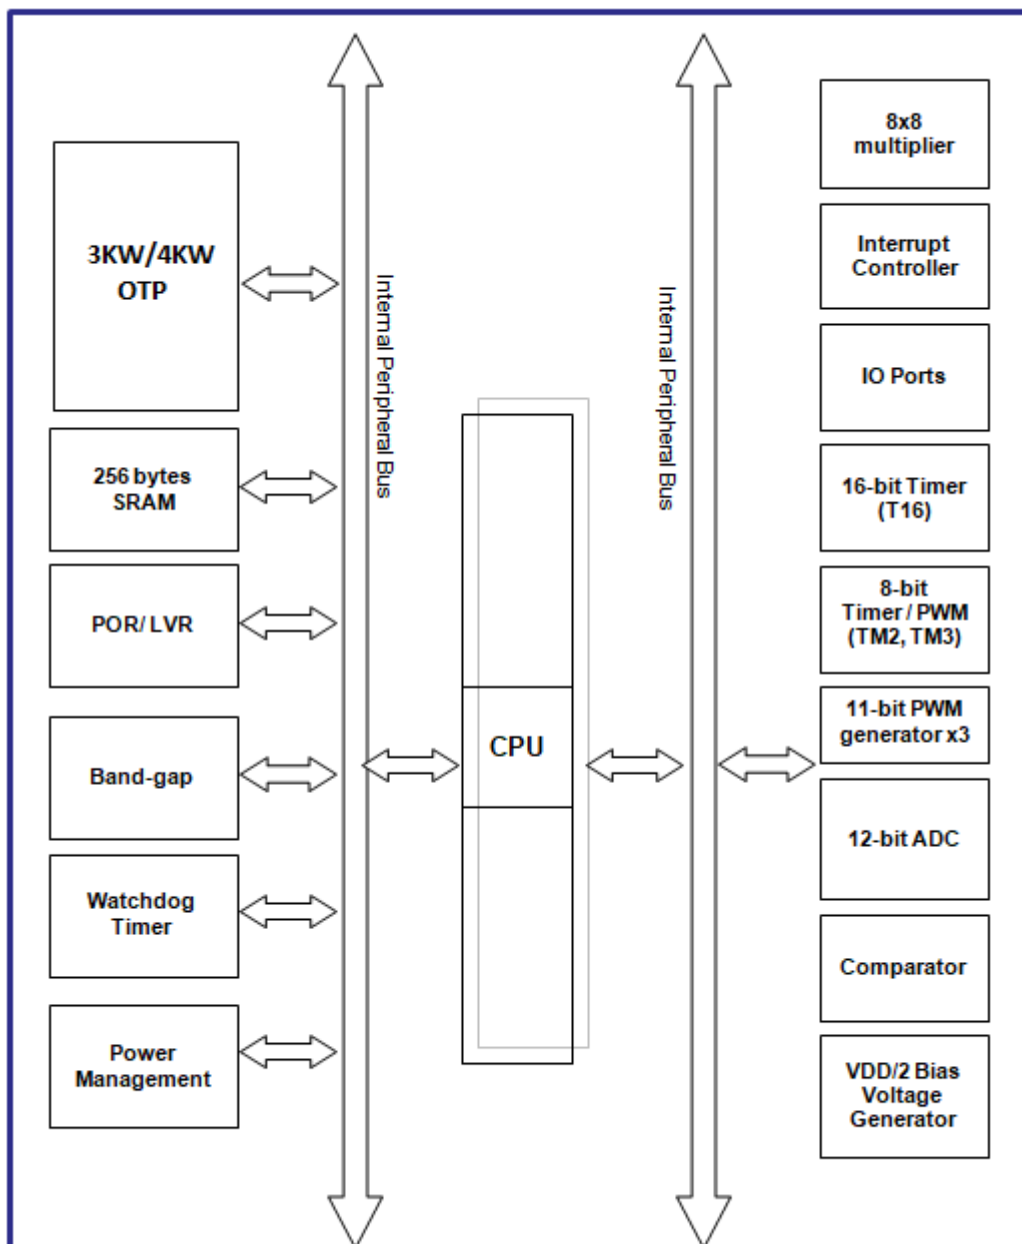 3KW/4KW
OTP
256 bytes
SRAM
POR/ LVR
Band-gap
Watchdog
Timer
Power
Management
Internal Peripheral Bus
CPU
Internal Peripheral Bus
8x8
multiplier
Interrupt
Controller
IO Ports
16-bit Timer
(T16)
8-bit
Timer / PWM
(TM2, TM3)
11-bit PWM
generator x3
12-bit ADC
Comparator
VDD/2 Bias
Voltage
Generator